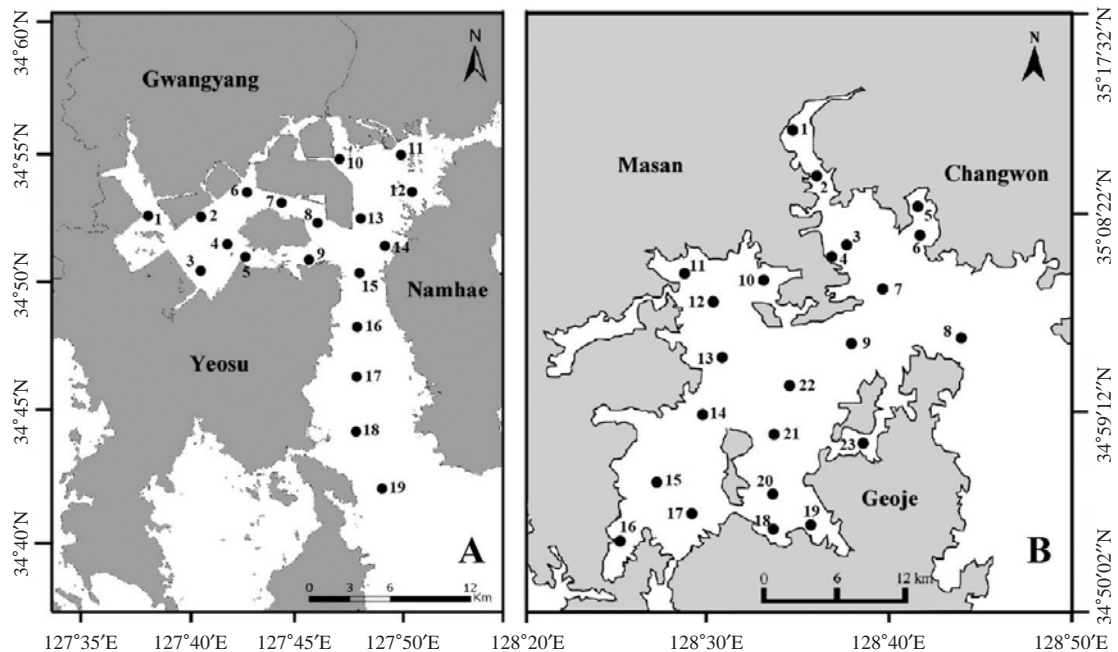 34°60′N
34°55′N
34°50′N
34°45′N
34°40′N
N
Gwangyang
10
11
6
12
7
1
2
8
13
4
14
3
5
9
15
Namhae
16
Yeosu
17
18
19
A
0 3 6 12
Km
127°35′E 127°40′E 127°45′E 127°50′E
N
1
Masan
Changwon
2
5
3
6
4
11
10
7
12
8
9
13
22
14
21
23
15
20
Geoje
17
19
16
18
B
0 6 12 km
128°20′E 128°30′E 128°40′E 128°50′E
35°17′32″N
35°08′22″N
34°59′12″N
34°50′02″N